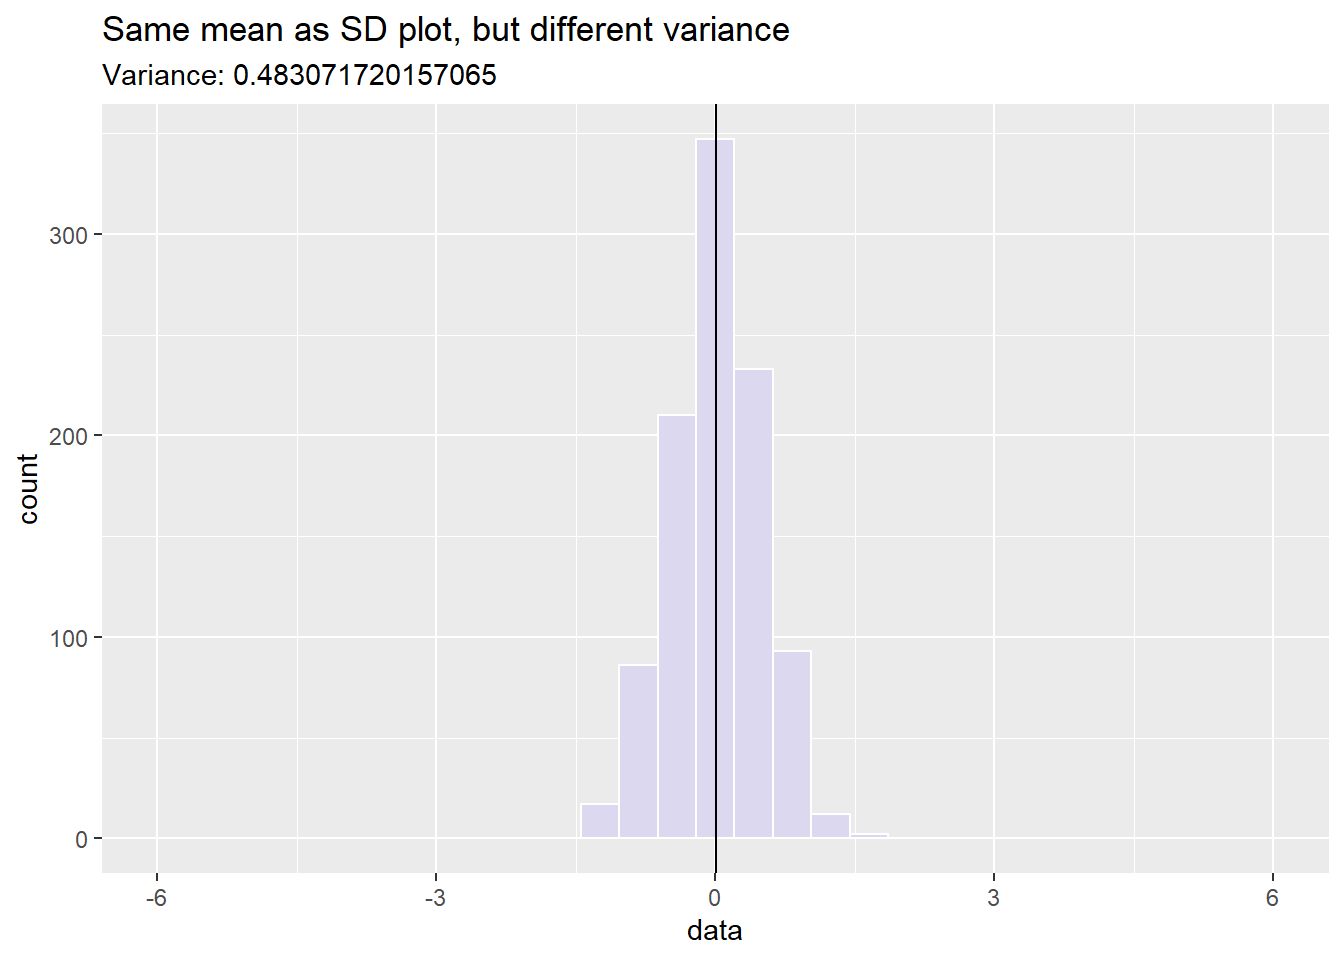 Same mean as SD plot, but different variance
Variance: 0.483071720157065
300
200
100
0
count
-6
-3
0
3
6
data